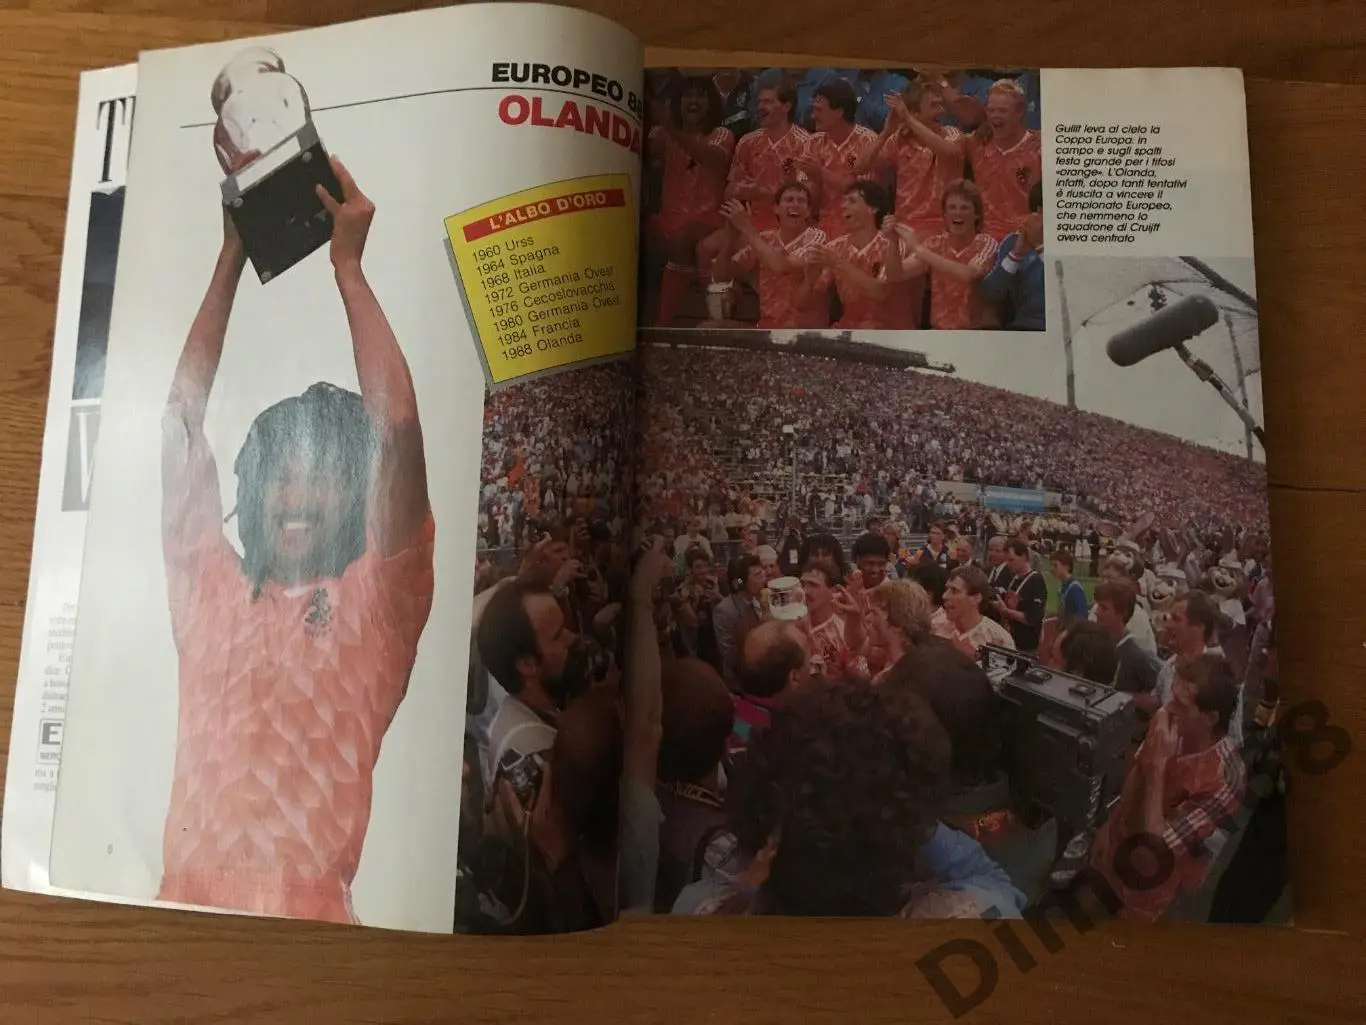 EUROPEO 88
OLANDA
L'ALBO D'ORO
1960 Urss
1964 Spagna
1968 Italia
1972 Germania Ovest
1976 Cecoslovacchia
1980 Germania Ovest
1984 Francia
1988 Olanda
Gullit leva al cielo la
Coppa Europa: in
campo e sugli spalti
festa grande per i tifosi
«orange». L'Olanda,
infatti, dopo tanti tentativi
è riuscita a vincere il
Campionato Europeo,
che nemmeno lo
squadrone di Cruijff
aveva centrato